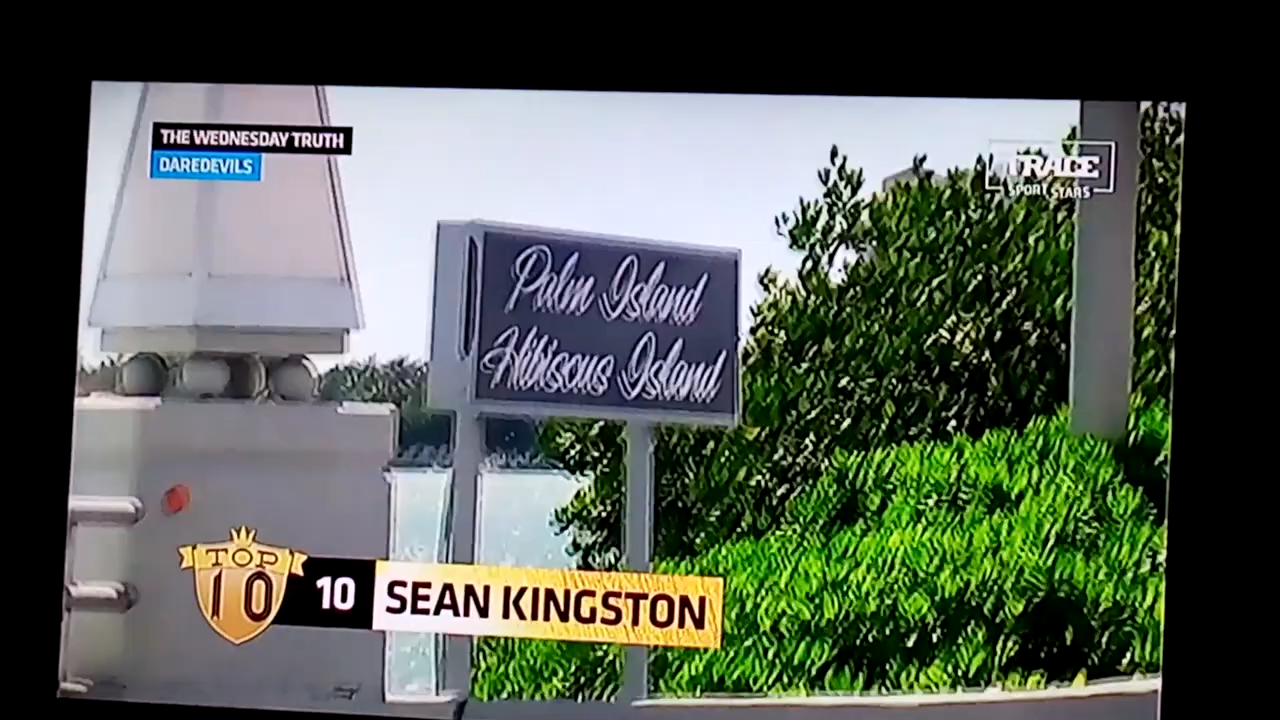 THE WEDNESDAY TRUTH
DAREDEVILS
TRACE
SPORT STARS
Palm Island
Hibiscus Island
TOP
10
10 SEAN KINGSTON